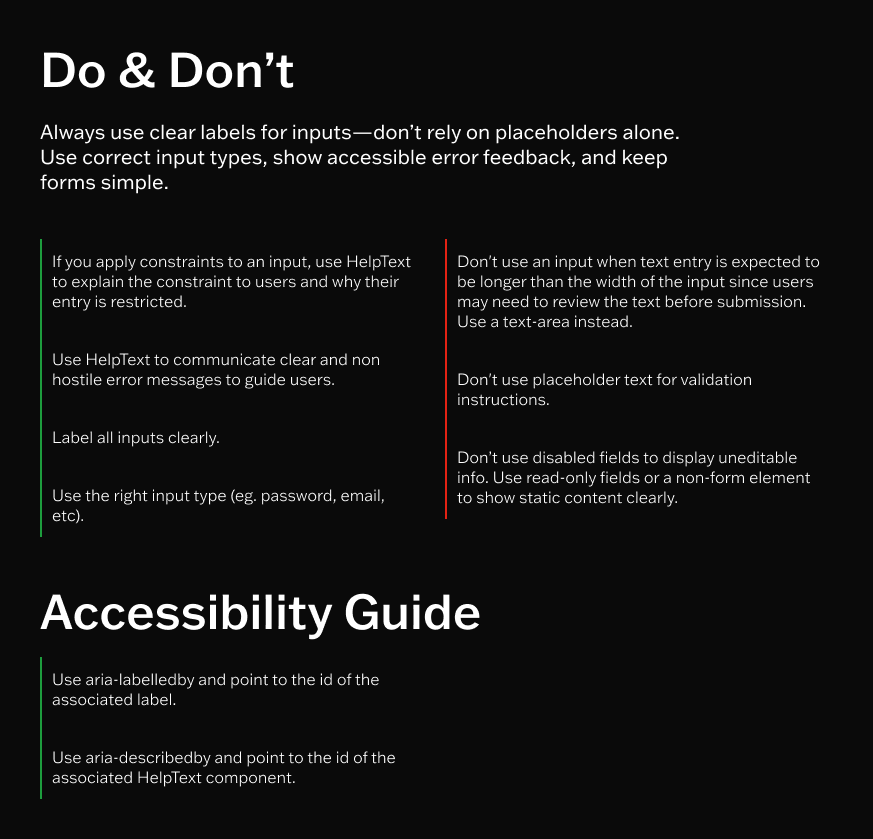 Do & Don’t
Always use clear labels for inputs—don’t rely on placeholders alone.
Use correct input types, show accessible error feedback, and keep
forms simple.
If you apply constraints to an input, use HelpText
to explain the constraint to users and why their
entry is restricted.
Use HelpText to communicate clear and non
hostile error messages to guide users.
Label all inputs clearly.
Use the right input type (eg. password, email,
etc).
Don’t use an input when text entry is expected to
be longer than the width of the input since users
may need to review the text before submission.
Use a text-area instead.
Don’t use placeholder text for validation
instructions.
Don’t use disabled fields to display uneditable
info. Use read-only fields or a non-form element
to show static content clearly.
Accessibility Guide
Use aria-labelledby and point to the id of the
associated label.
Use aria-describedby and point to the id of the
associated HelpText component.